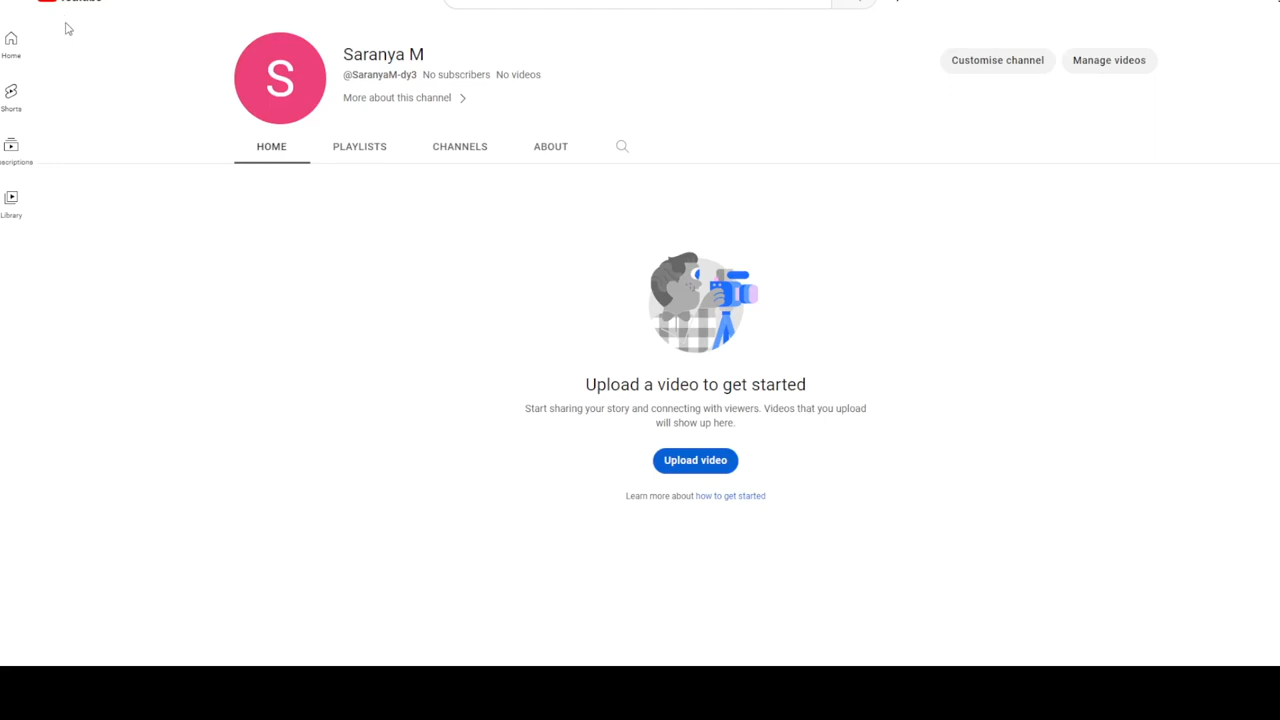 Home
Shorts
Library
S
Saranya M
@SaranyaM-dy3 No subscribers No videos
More about this channel
Customise channel
Manage videos
HOME
PLAYLISTS
CHANNELS
ABOUT
Upload a video to get started
Start sharing your story and connecting with viewers. Videos that you upload
will show up here.
Upload video
Learn more about how to get started